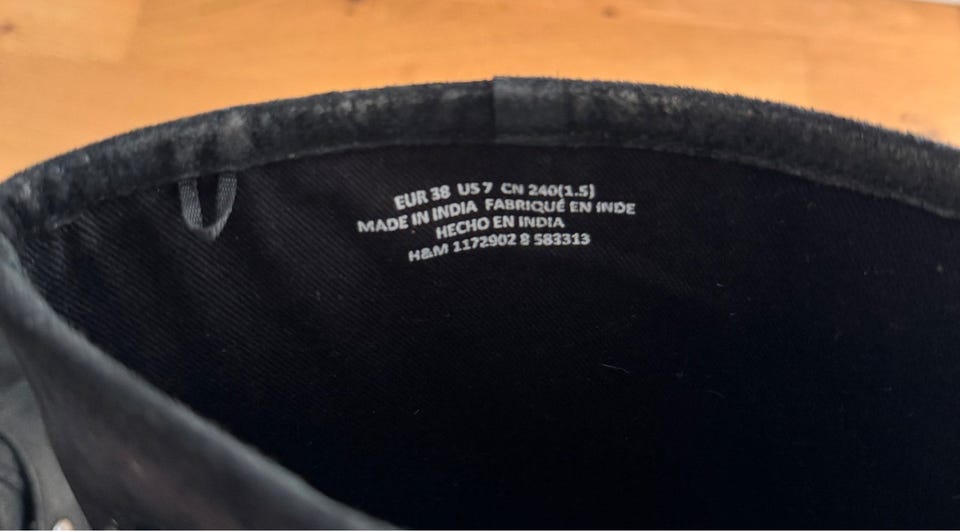 EUR 38 US 7 CN 240(1.5)
MADE IN INDIA FABRIQUÉ EN INDE
HECHO EN INDIA
H&M 1172902 8 583313